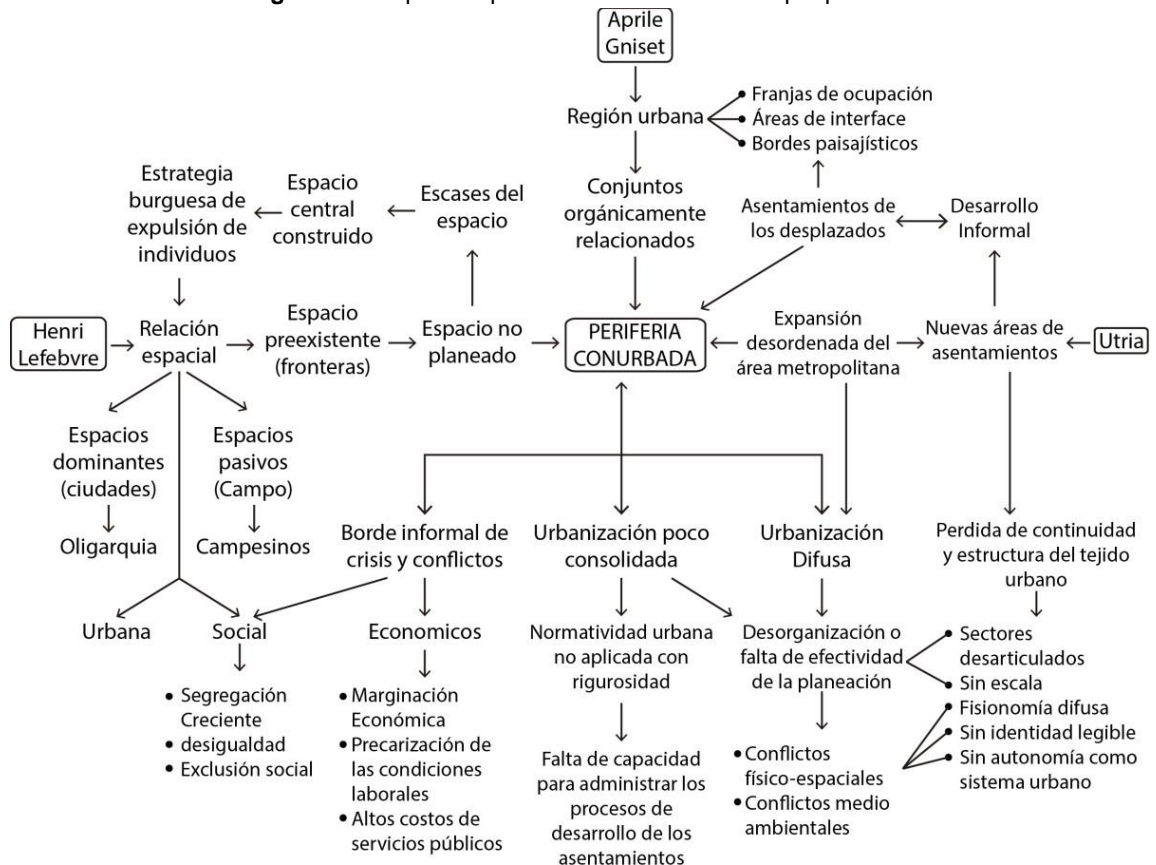 Aprile
Gniset
Región urbana
Franjas de ocupación
Áreas de interface
Bordes paisajísticos
Estrategia
burguesa de
expulsión de
individuos
Espacio
central
construido
Escases del
espacio
Conjuntos
orgánicamente
relacionados
Asentamientos de
los desplazados
Desarrollo
Informal
Henri
Lefebvre
Relación
espacial
Espacio
preexistente
(fronteras)
Espacio no
planeado
PERIFERIA
CONURBADA
Expansión
desordenada del
área metropolitana
Nuevas áreas de
asentamientos
Utria
Espacios
dominantes
(ciudades)
Espacios
pasivos
(Campo)
Oligarquia
Campesinos
Borde informal de
crisis y conflictos
Urbanización poco
consolidada
Urbanización
Difusa
Perdida de continuidad
y estructura del tejido
urbano
Urbana
Social
Economicos
Normatividad urbana
no aplicada con
rigurosidad
Desorganización o
falta de efectividad
de la planeación
Sectores
desarticulados
Sin escala
Fisionomía difusa
Sin identidad legible
Sin autonomía como
sistema urbano
Segregación
Creciente
desigualdad
Exclusión social
Marginación
Económica
Precarización de
las condiciones
laborales
Altos costos de
servicios públicos
Falta de capacidad
para administrar los
procesos de
desarrollo de los
asentamientos
Conflictos
físico-espaciales
Conflictos medio
ambientales